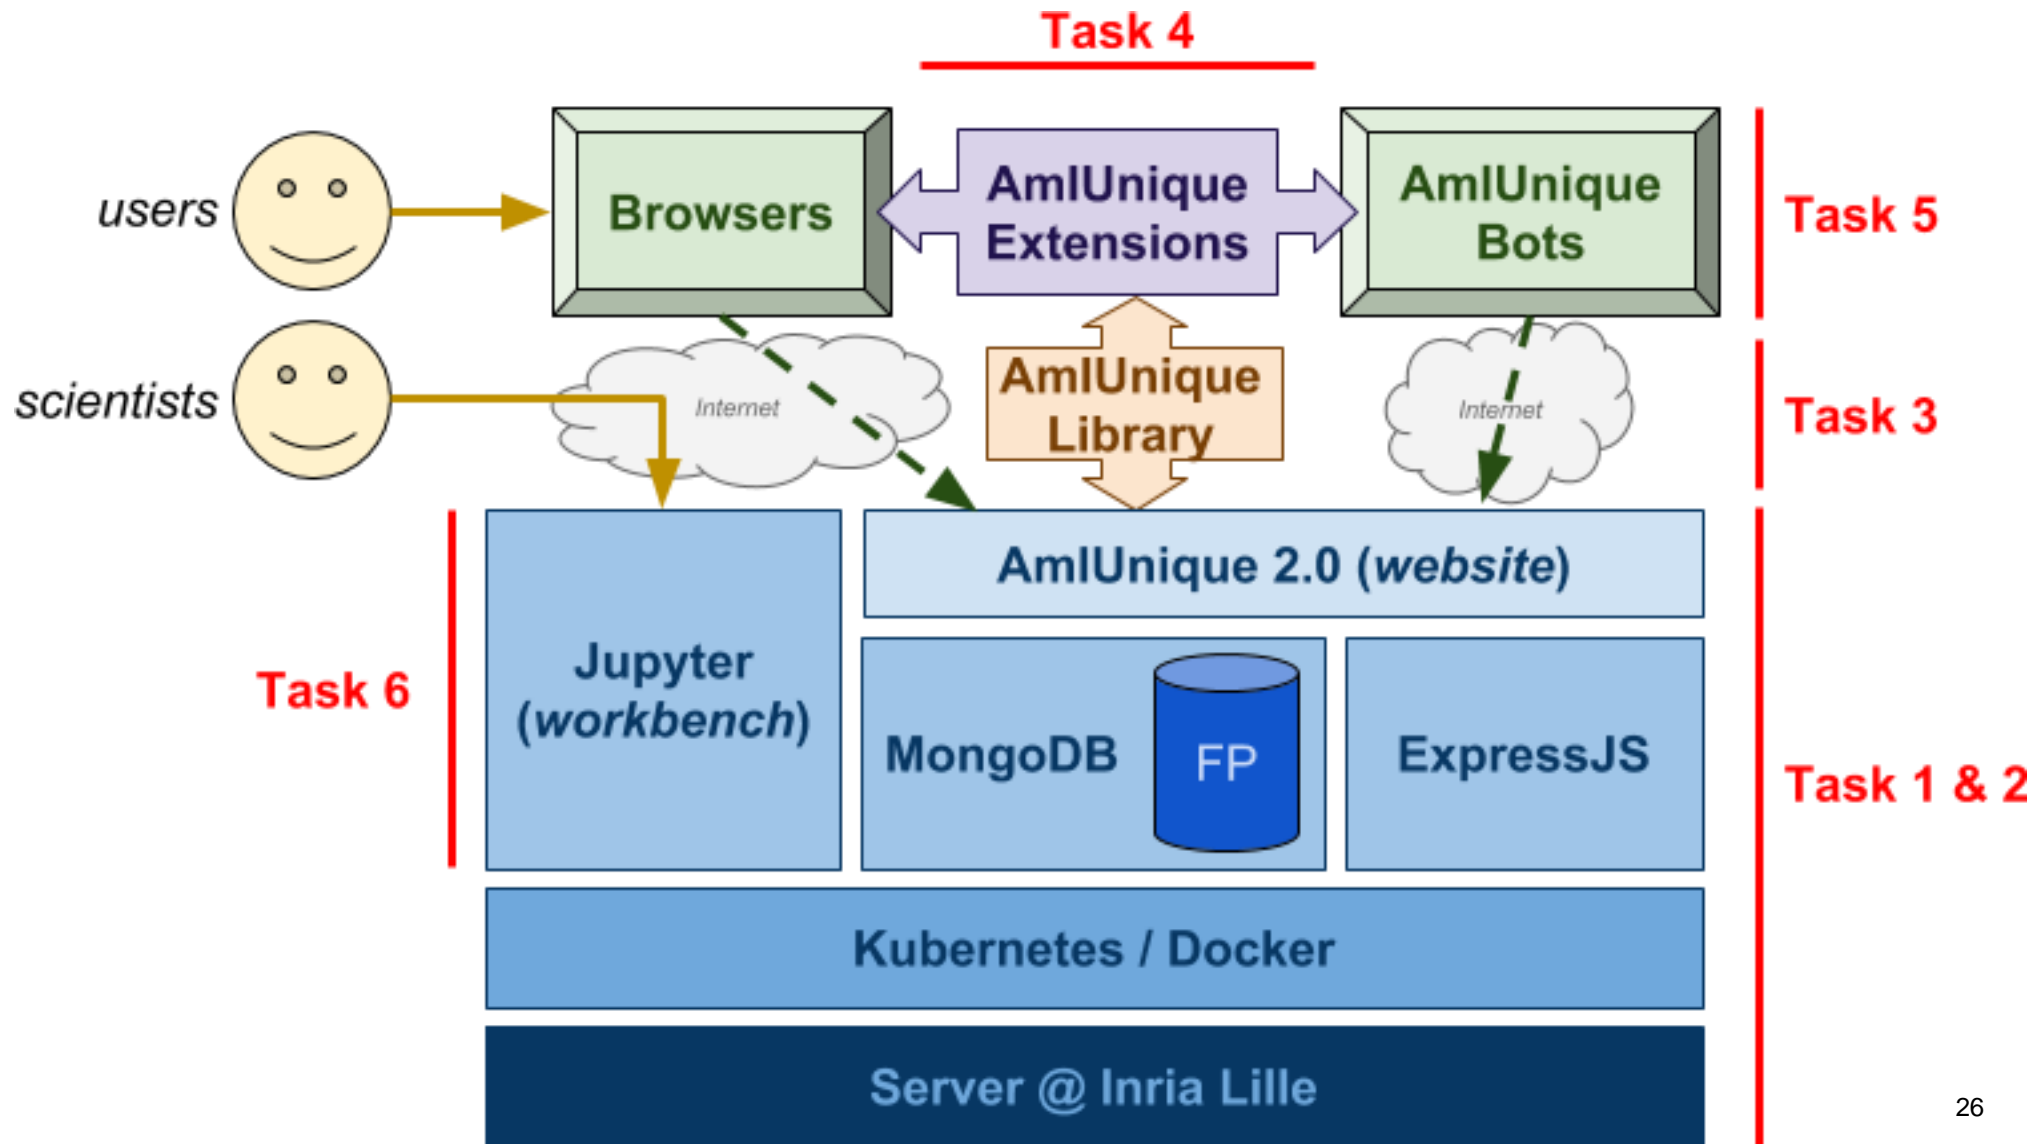 Task 4
users
Browsers
AmIUnique
Extensions
AmIUnique
Bots
Task 5
scientists
Internet
AmIUnique
Library
Internet
Task 3
AmIUnique 2.0 (website)
Task 6
Jupyter
(workbench)
MongoDB
FP
ExpressJS
Task 1 & 2
Kubernetes / Docker
Server @ Inria Lille
26